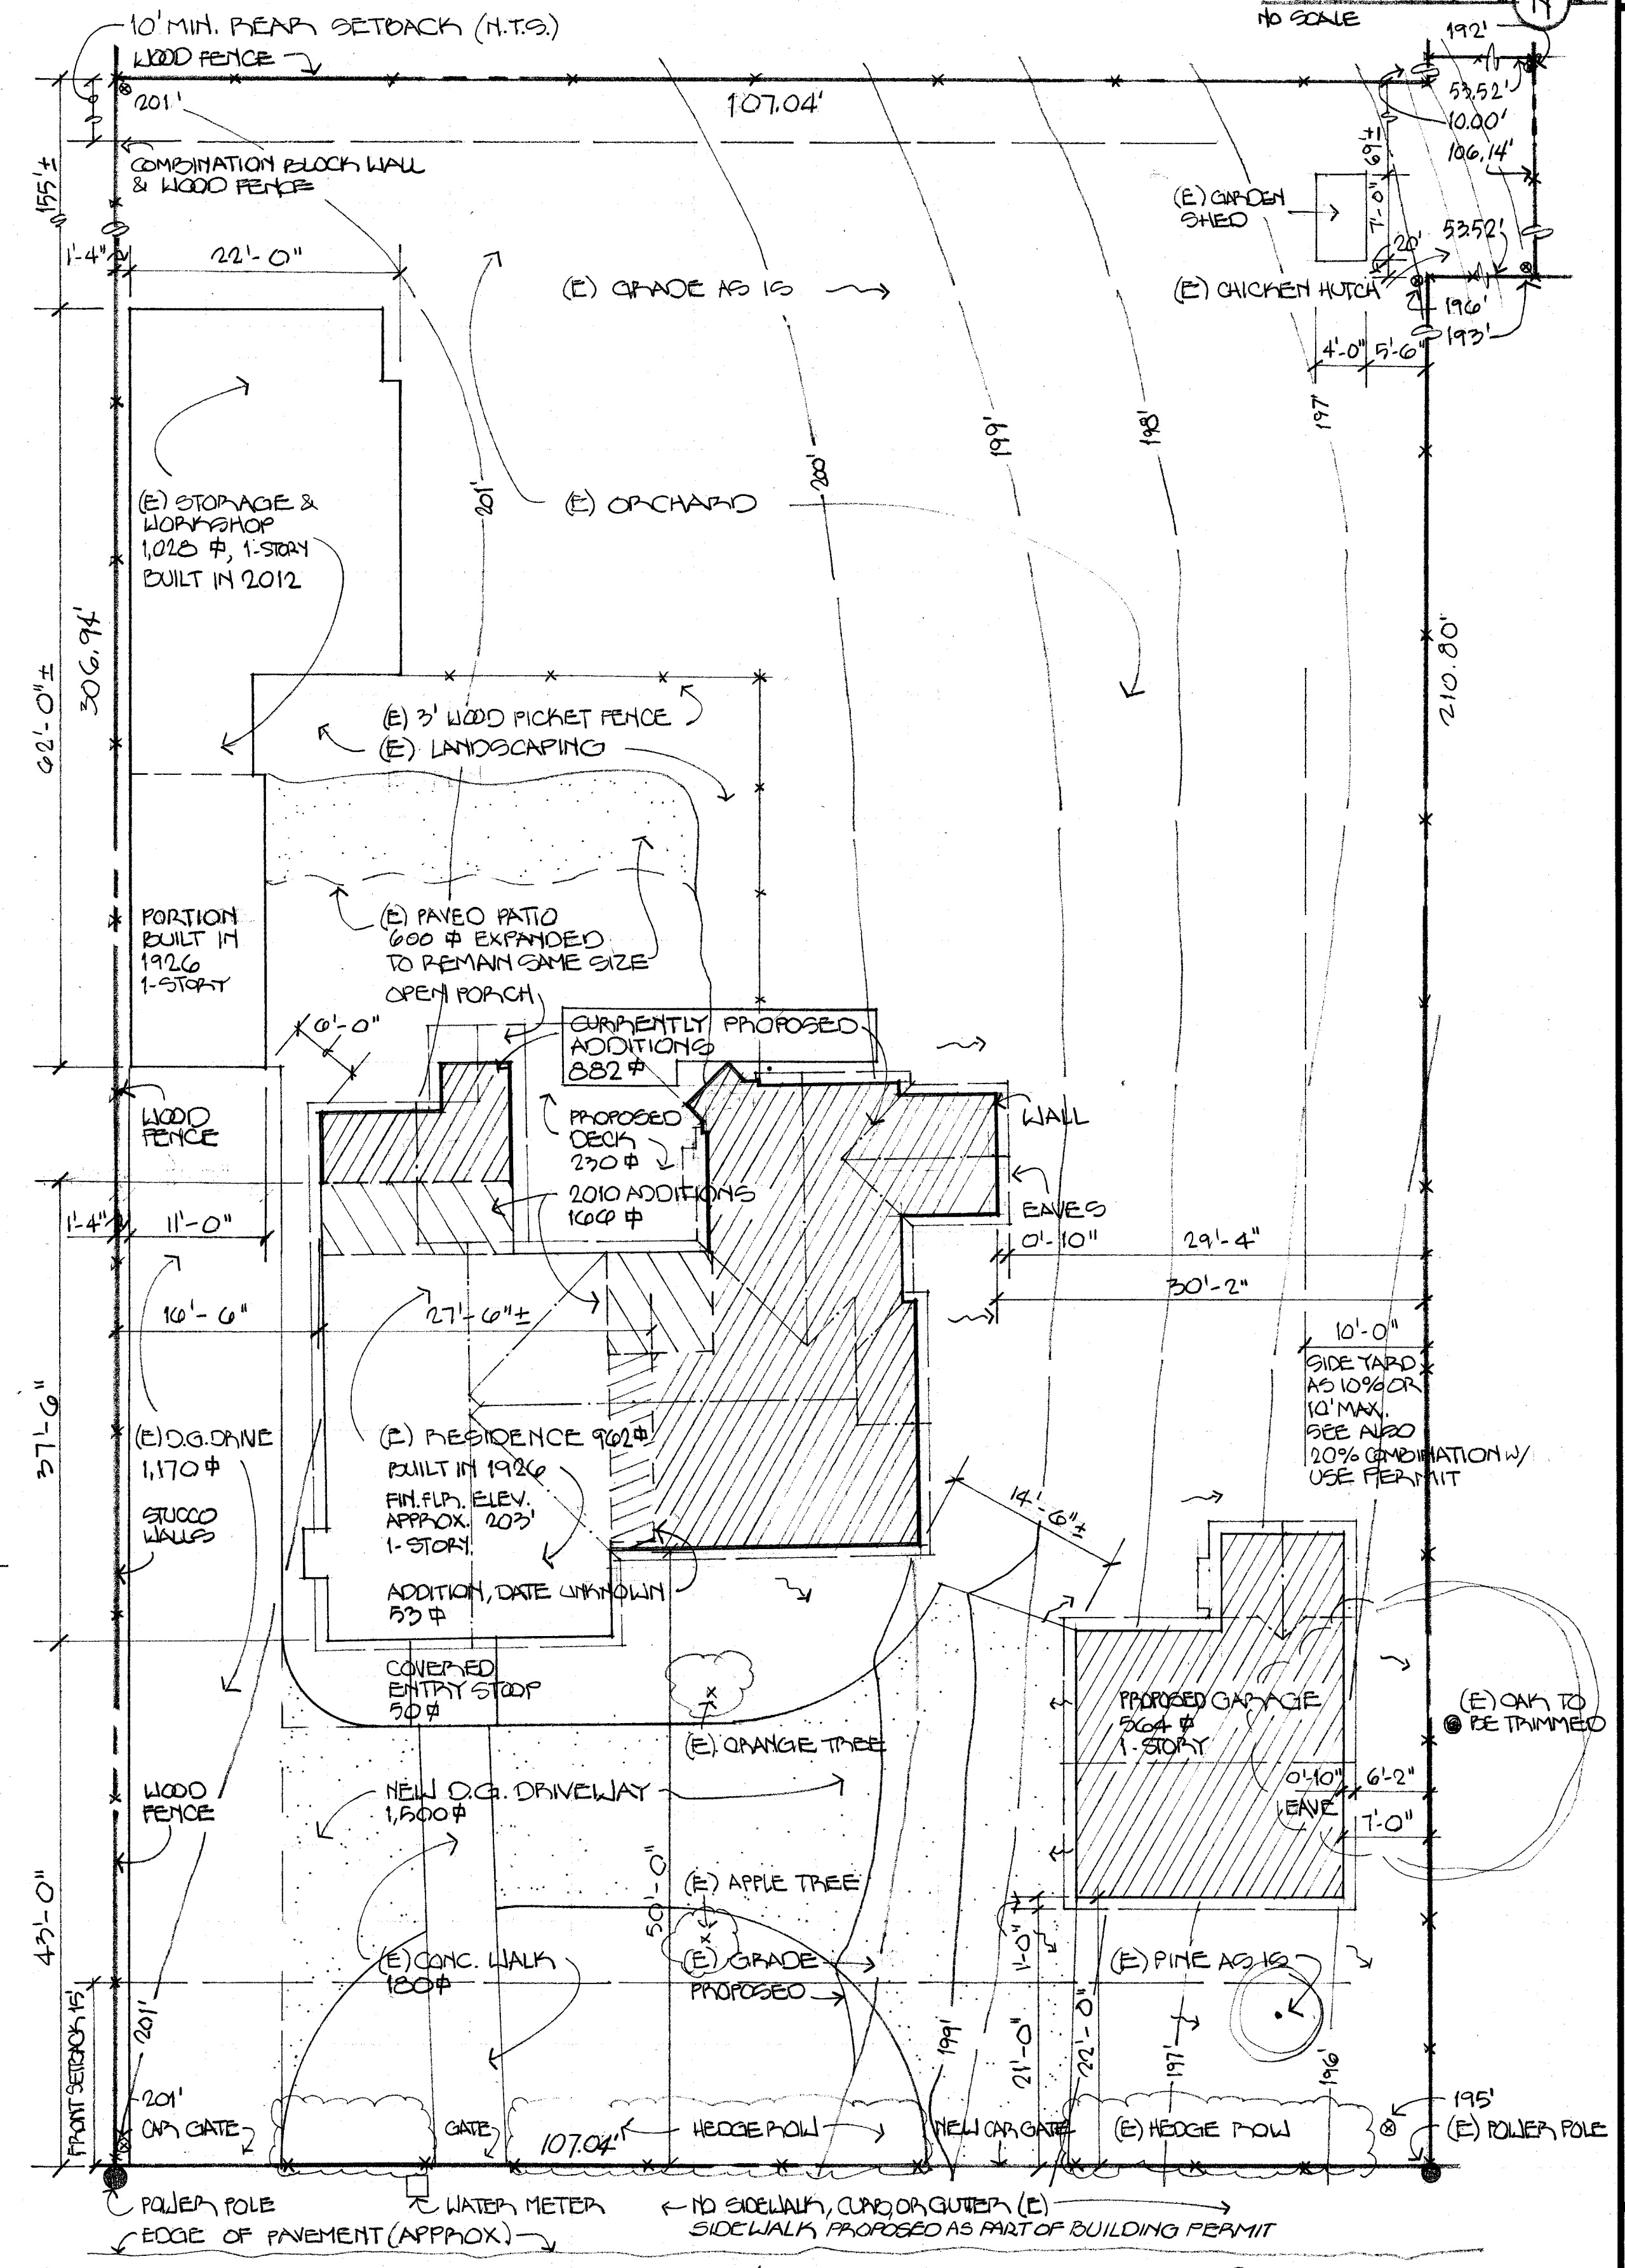 10' MIN. REAR SETBACK (N.T.S.)
WOOD FENCE
NO SCALE
N
192'
201'
107.04'
53.52'
10.00'
106.14'
COMBINATION BLOCK WALL
& WOOD FENCE
155'±
69'±
(E) GARDEN
SHED
7'-0"
53.52'
20'
1'-4"
22'-0"
(E) GRADE AS IS
(E) CHICKEN HUTCH
196'
193'
4'-0"
5'-6"
199'
198'
197'
200'
201'
(E) ORCHARD
(E) STORAGE &
WORKSHOP
1,028 ⏍, 1-STORY
BUILT IN 2012
306.94'
62'-0"±
210.80'
(E) 3' WOOD PICKET FENCE
(E) LANDSCAPING
PORTION
BUILT IN
1926
1-STORY
(E) PAVED PATIO
600 ⏍ EXPANDED
TO REMAIN SAME SIZE
OPEN PORCH
6'-0"
CURRENTLY PROPOSED
ADDITIONS
882 ⏍
WOOD
FENCE
PROPOSED
DECK
230 ⏍
WALL
2010 ADDITIONS
166 ⏍
EAVES
1'-4"
11'-0"
0'-10"
29'-4"
30'-2"
16'-6"
27'-6"±
10'-0"
SIDE YARD
AS 10% OR
10' MAX.
SEE ALSO
20% COMBINATION W/
USE PERMIT
37'-6"
(E) D.G. DRIVE
1,170 ⏍
(E) RESIDENCE 962 ⏍
BUILT IN 1926
FIN. FLR. ELEV.
APPROX. 203'
1-STORY
14'-6"±
STUCCO
WALLS
ADDITION, DATE UNKNOWN
53 ⏍
COVERED
ENTRY STOOP
50 ⏍
PROPOSED GARAGE
564 ⏍
1-STORY
(E) OAK TO
BE TRIMMED
(E) ORANGE TREE
WOOD
FENCE
NEW D.G. DRIVEWAY
1,500 ⏍
0'-10"
6'-2"
EAVE
7'-0"
43'-0"
50'-0"
(E) APPLE TREE
(E) CONC. WALK
180 ⏍
(E) GRADE
PROPOSED
1'-0"
(E) PINE AS IS
FRONT SETBACK 15'
201'
199'
21'-0"
22'-0"
197'
196'
201'
CAR GATE
GATE
107.04'
HEDGE ROW
NEW CAR GATE
(E) HEDGE ROW
195'
(E) POWER POLE
POWER POLE
WATER METER
NO SIDEWALK, CURB, OR GUTTER (E)
SIDEWALK PROPOSED AS PART OF BUILDING PERMIT
EDGE OF PAVEMENT (APPROX.)